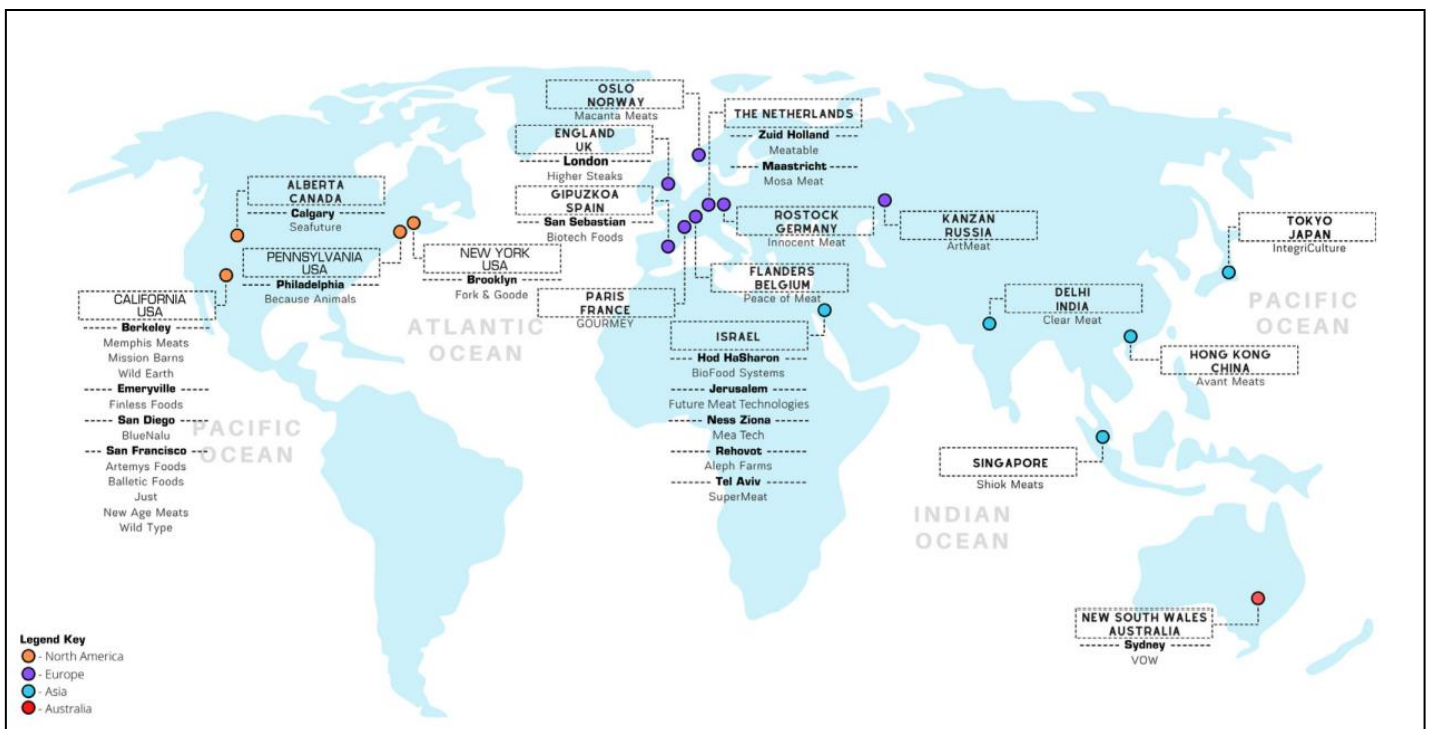 OSLO
NORWAY
Macanta Meats
ENGLAND
UK
London
Higher Steaks
GIPUZKOA
SPAIN
San Sebastian
Biotech Foods
THE NETHERLANDS
Zuid Holland
Meatable
Maastricht
Mosa Meat
ALBERTA
CANADA
Calgary
Seafuture
PENNSYLVANIA
USA
Philadelphia
Because Animals
NEW YORK
USA
Brooklyn
Fork & Goode
ROSTOCK
GERMANY
Innocent Meat
KANZAN
RUSSIA
ArtMeat
TOKYO
JAPAN
IntegriCulture
FLANDERS
BELGIUM
Peace of Meat
PARIS
FRANCE
GOURMEY
DELHI
INDIA
Clear Meat
PACIFIC
OCEAN
CALIFORNIA
USA
Berkeley
Memphis Meats
Mission Barns
Wild Earth
Emeryville
Finless Foods
San Diego
BlueNalu
San Francisco
Artemys Foods
Balletic Foods
Just
New Age Meats
Wild Type
ATLANTIC
OCEAN
ISRAEL
Hod HaSharon
BioFood Systems
Jerusalem
Future Meat Technologies
Ness Ziona
Mea Tech
Rehovot
Aleph Farms
Tel Aviv
SuperMeat
HONG KONG
CHINA
Avant Meats
PACIFIC
OCEAN
SINGAPORE
Shiok Meats
INDIAN
OCEAN
NEW SOUTH WALES
AUSTRALIA
Sydney
VOW
Legend Key
- North America
- Europe
- Asia
- Australia